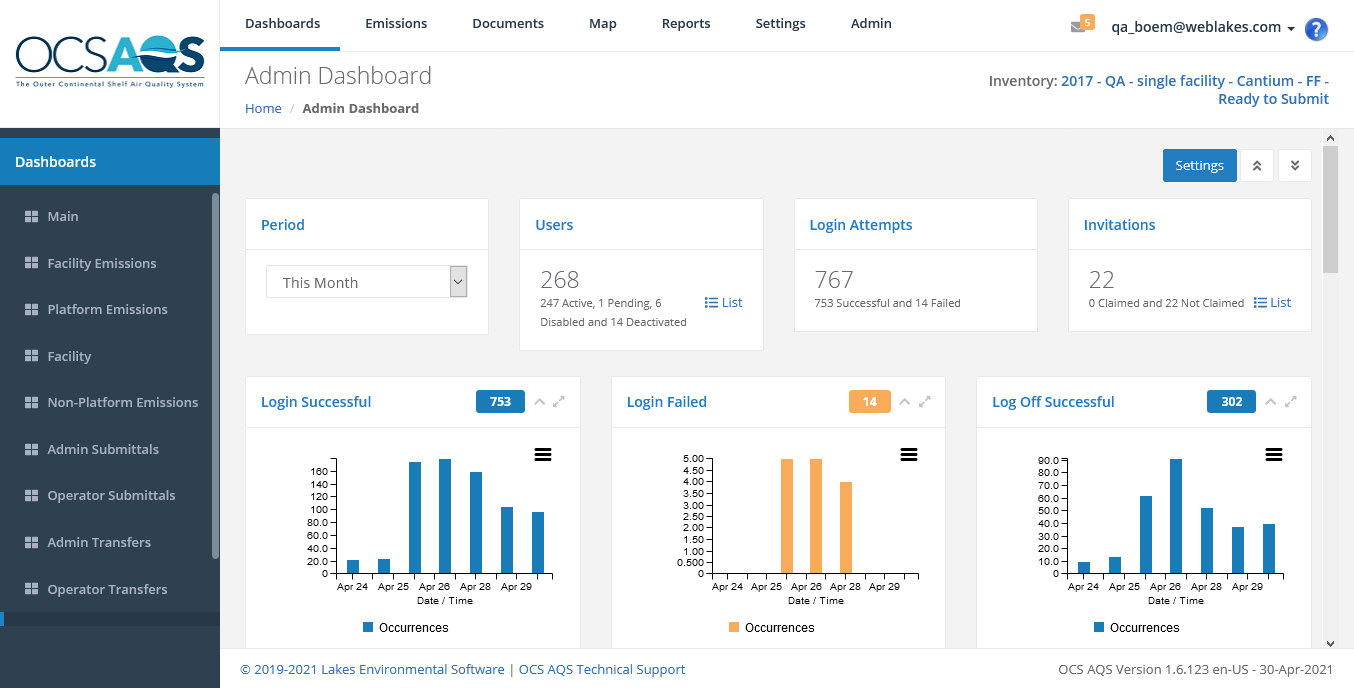 OCSAQS
The Outer Continental Shelf Air Quality System
Dashboards Emissions Documents Map Reports Settings Admin
5 qa_boem@weblakes.com ?
Admin Dashboard
Home / Admin Dashboard
Inventory: 2017 - QA - single facility - Cantium - FF -
Ready to Submit
Dashboards
Main
Facility Emissions
Platform Emissions
Facility
Non-Platform Emissions
Admin Submittals
Operator Submittals
Admin Transfers
Operator Transfers
Settings
Period
This Month
Users
268
247 Active, 1 Pending, 6
Disabled and 14 Deactivated
List
Login Attempts
767
753 Successful and 14 Failed
Invitations
22
0 Claimed and 22 Not Claimed
List
Login Successful 753
160
140
120
100
80.0
60.0
40.0
20.0
0
Apr 24 Apr 25 Apr 26 Apr 28 Apr 29
Date / Time
Occurrences
Login Failed 14
5.00
4.50
4.00
3.50
3.00
2.50
2.00
1.50
1.00
0.500
0
Apr 24 Apr 25 Apr 26 Apr 28 Apr 29
Date / Time
Occurrences
Log Off Successful 302
90.0
80.0
70.0
60.0
50.0
40.0
30.0
20.0
10.0
0
Apr 24 Apr 25 Apr 26 Apr 28 Apr 29
Date / Time
Occurrences
© 2019-2021 Lakes Environmental Software | OCS AQS Technical Support
OCS AQS Version 1.6.123 en-US - 30-Apr-2021